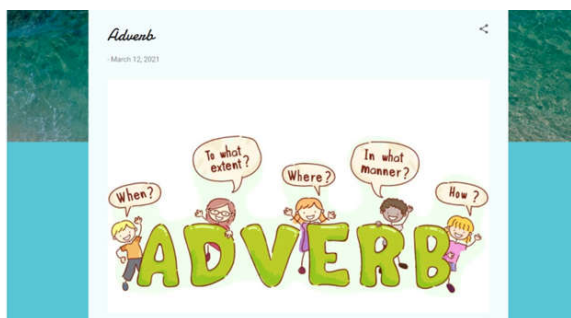 Adverb
- March 12, 2021
To what
extent?
In what
manner?
Where?
When?
How ?
ADVERB